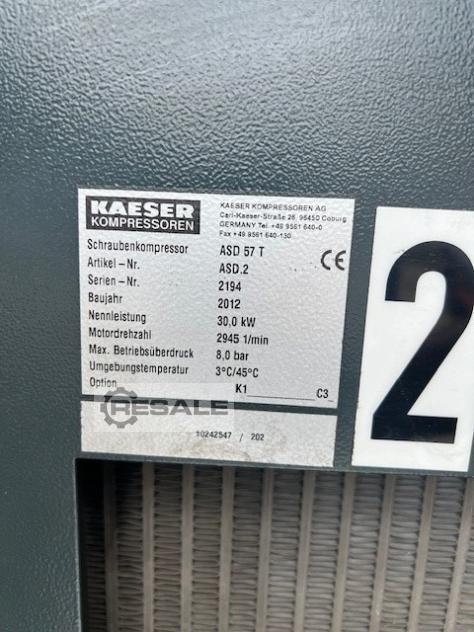 KAESER
KOMPRESSOREN
KAESER KOMPRESSOREN AG
Carl-Kaeser-Straße 26, 96450 Coburg
GERMANY Tel. +49 9561 640-0
Fax +49 9561 640-130
CE
Schraubenkompressor ASD 57 T
Artikel-Nr. ASD.2
Serien-Nr. 2194
Baujahr 2012
Nennleistung 30,0 kW
Motordrehzahl 2945 1/min
Max. Betriebsüberdruck 8,0 bar
Umgebungstemperatur 3°C/45°C
Option K1 C3
RESALE
10242547 / 202
2